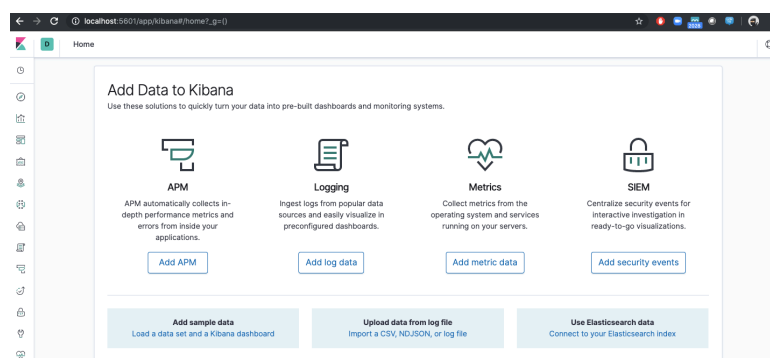 localhost:5601/app/kibana#/home?_g=()
D
Home
Add Data to Kibana
Use these solutions to quickly turn your data into pre-built dashboards and monitoring systems.
APM
APM automatically collects in-
depth performance metrics and
errors from inside your
applications.
Add APM
Logging
Ingest logs from popular data
sources and easily visualize in
preconfigured dashboards.
Add log data
Metrics
Collect metrics from the
operating system and services
running on your servers.
Add metric data
SIEM
Centralize security events for
interactive investigation in
ready-to-go visualizations.
Add security events
Add sample data
Load a data set and a Kibana dashboard
Upload data from log file
Import a CSV, NDJSON, or log file
Use Elasticsearch data
Connect to your Elasticsearch index